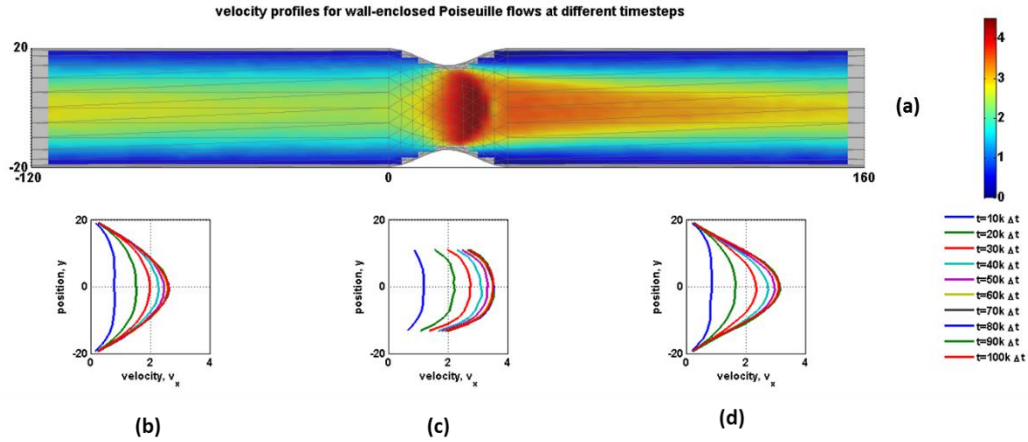 velocity profiles for wall-enclosed Poiseuille flows at different timesteps
20
-20
-120
0
160
(a)
4
3
2
1
0
20
0
-20
0
2
4
position, y
velocity, v_x
(b)
20
0
-20
0
2
4
position, y
velocity, v_x
(c)
20
0
-20
0
2
4
position, y
velocity, v_x
(d)
t=10k Δt
t=20k Δt
t=30k Δt
t=40k Δt
t=50k Δt
t=60k Δt
t=70k Δt
t=80k Δt
t=90k Δt
t=100k Δt